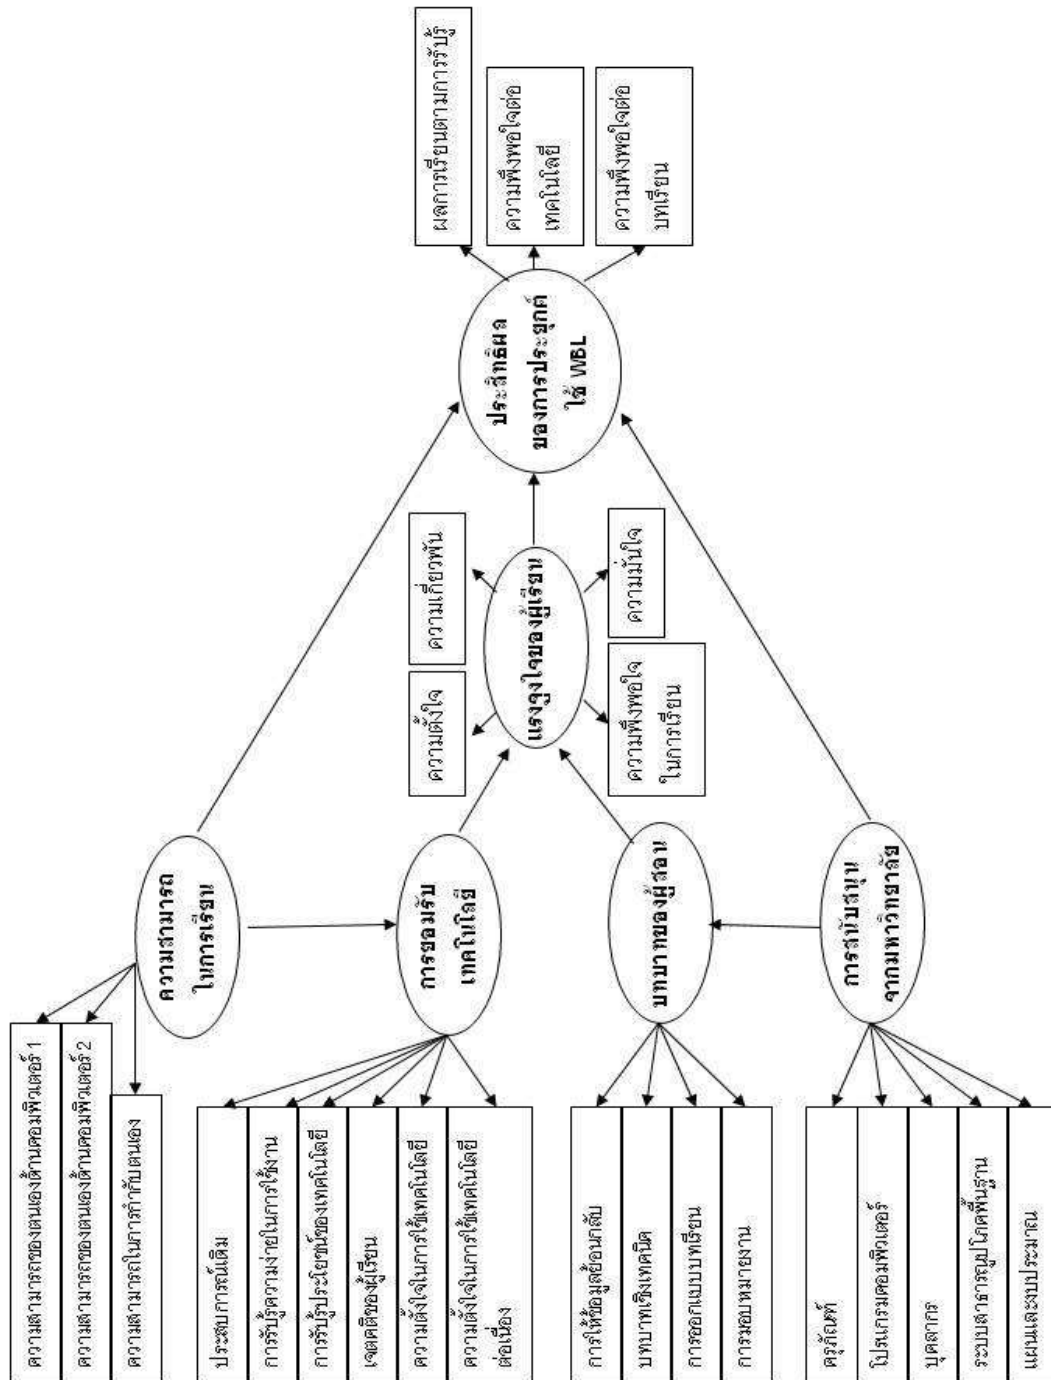 ความสามารถของตนเองด้านคอมพิวเตอร์ 1
ความสามารถของตนเองด้านคอมพิวเตอร์ 2
ความสามารถในการกำกับตนเอง
ความสามารถ
ในการเรียน
ประสบการณ์เดิม
การรับรู้ความง่ายในการใช้งาน
การรับรู้ประโยชน์ของเทคโนโลยี
เจตคติของผู้เรียน
ความตั้งใจในการใช้เทคโนโลยี
ความตั้งใจในการใช้เทคโนโลยี
ต่อเนื่อง
การยอมรับ
เทคโนโลยี
การให้ข้อมูลย้อนกลับ
บทบาทเชิงเทคนิค
การออกแบบบทเรียน
การมอบหมายงาน
บทบาทของผู้สอน
ครุภัณฑ์
โปรแกรมคอมพิวเตอร์
บุคลากร
ระบบสาธารณูปโภคพื้นฐาน
แผนและงบประมาณ
การสนับสนุน
จากมหาวิทยาลัย
ความตั้งใจ
ความเกี่ยวพัน
แรงจูงใจของผู้เรียน
ความพึงพอใจ
ในการเรียน
ความมั่นใจ
ประสิทธิผล
ของการประยุกต์
ใช้ WBL
ผลการเรียนตามการรับรู้
ความพึงพอใจต่อ
เทคโนโลยี
ความพึงพอใจต่อ
บทเรียน